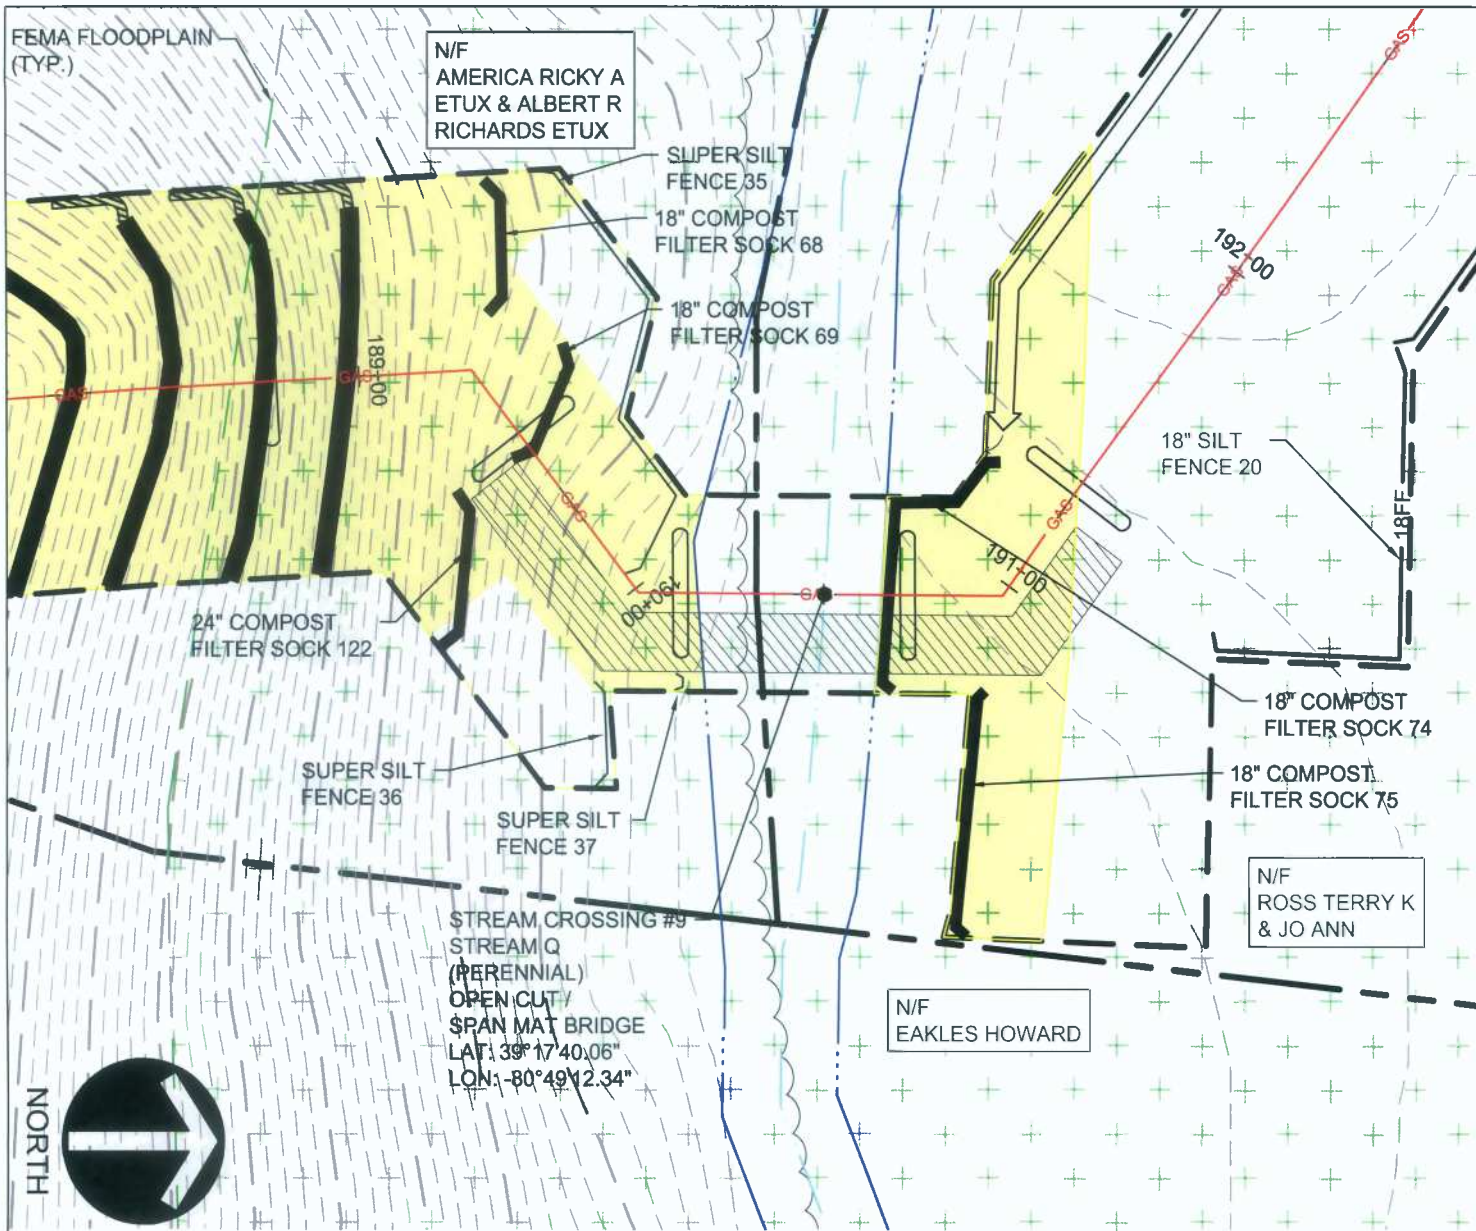 FEMA FLOODPLAIN
(TYP.)
N/F
AMERICA RICKY A
ETUX & ALBERT R
RICHARDS ETUX
SUPER SILT
FENCE 35
18" COMPOST
FILTER SOCK 68
18" COMPOST
FILTER SOCK 69
GAS
192+00
GAS
189+00
GAS
GAS
18" SILT
FENCE 20
18FF
GAS
GAS
191+00
190+00
GAS
24" COMPOST
FILTER SOCK 122
18" COMPOST
FILTER SOCK 74
18" COMPOST
FILTER SOCK 75
SUPER SILT
FENCE 36
SUPER SILT
FENCE 37
N/F
ROSS TERRY K
& JO ANN
STREAM CROSSING #9
STREAM Q
(PERENNIAL)
OPEN CUT /
SPAN MAT BRIDGE
LAT: 39°17'40.06"
LON: -80°49'12.34"
N/F
EAKLES HOWARD
NORTH